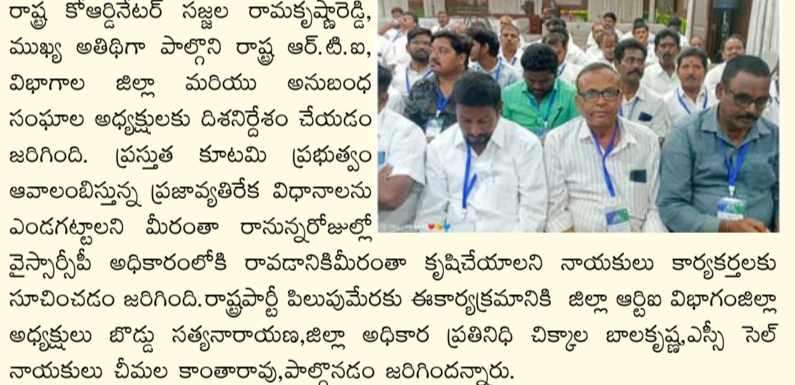 రాష్ట్ర కోఆర్డినేటర్ సజ్జల రామకృష్ణారెడ్డి,
ముఖ్య అతిథిగా పాల్గొని రాష్ట్ర ఆర్.టి.ఐ,
విభాగాల జిల్లా మరియు అనుబంధ
సంఘాల అధ్యక్షులకు దిశనిర్దేశం చేయడం
జరిగింది. ప్రస్తుత కూటమి ప్రభుత్వం
ఆవాలంబిస్తున్న ప్రజావ్యతిరేక విధానాలను
ఎండగట్టాలని మీరంతా రానున్నరోజుల్లో
వైస్సార్సీపీ అధికారంలోకి రావడానికిమీరంతా కృషిచేయాలని నాయకులు కార్యకర్తలకు
సూచించడం జరిగింది.రాష్ట్రపార్టీ పిలుపుమేరకు ఈకార్యక్రమానికి జిల్లా ఆర్టిఐ విభాగంజిల్లా
అధ్యక్షులు బొడ్డు సత్యనారాయణ,జిల్లా అధికార ప్రతినిధి చిక్కాల బాలకృష్ణ,ఎస్సీ సెల్
నాయకులు చీమల కాంతారావు,పాల్గొనడం జరిగిందన్నారు.